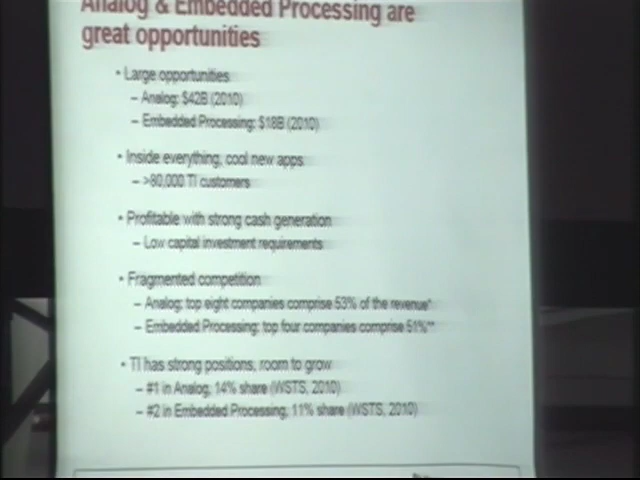 Analog & Embedded Processing are
great opportunities
• Large opportunities
– Analog: $42B (2010)
– Embedded Processing: $18B (2010)
• Inside everything, cool new apps
– >80,000 TI customers
• Profitable with strong cash generation
– Low capital investment requirements
• Fragmented competition
– Analog; top eight companies comprise 53% of the revenue*
– Embedded Processing; top four companies comprise 51%**
• TI has strong positions, room to grow
– #1 in Analog, 14% share (WSTS, 2010)
– #2 in Embedded Processing, 11% share (WSTS, 2010)